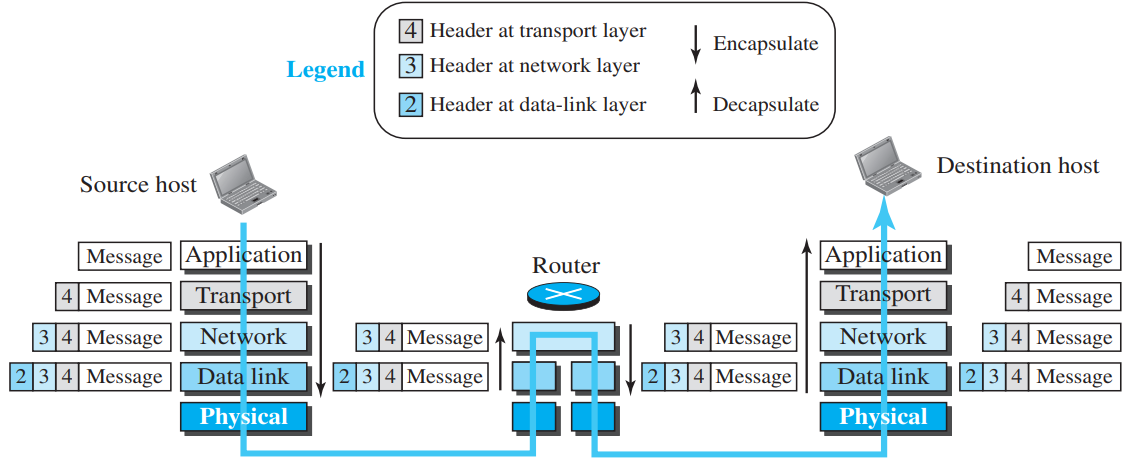 4 Header at transport layer
Encapsulate
Legend
3 Header at network layer
2 Header at data-link layer
Decapsulate
Source host
Destination host
Router
Message Application
4 Message Transport
3 4 Message Network
2 3 4 Message Data link
Physical
3 4 Message
2 3 4 Message
3 4 Message
2 3 4 Message
Application Message
Transport 4 Message
Network 3 4 Message
Data link 2 3 4 Message
Physical